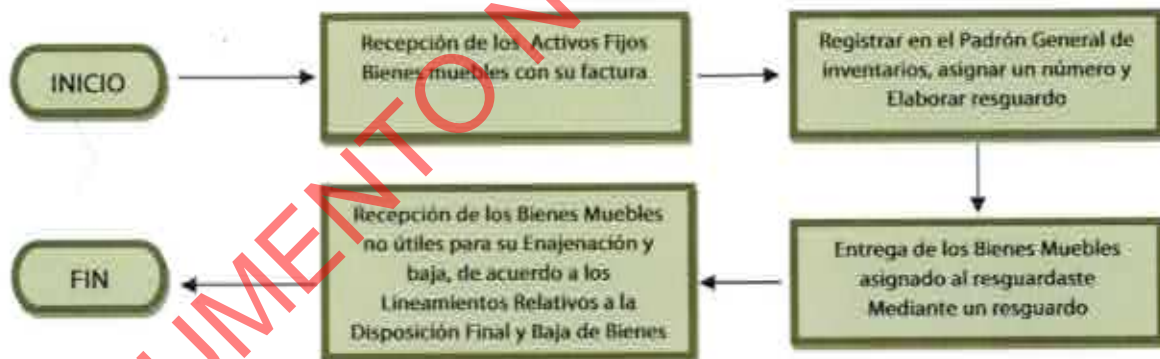 INICIO
Recepción de los Activos Fijos
Bienes muebles con su factura
Registrar en el Padrón General de
inventarios, asignar un número y
Elaborar resguardo
Entrega de los Bienes Muebles
asignado al resguardaste
Mediante un resguardo
Recepción de los Bienes Muebles
no útiles para su Enajenación y
baja, de acuerdo a los
Lineamientos Relativos a la
Disposición Final y Baja de Bienes
FIN
UMENTO N